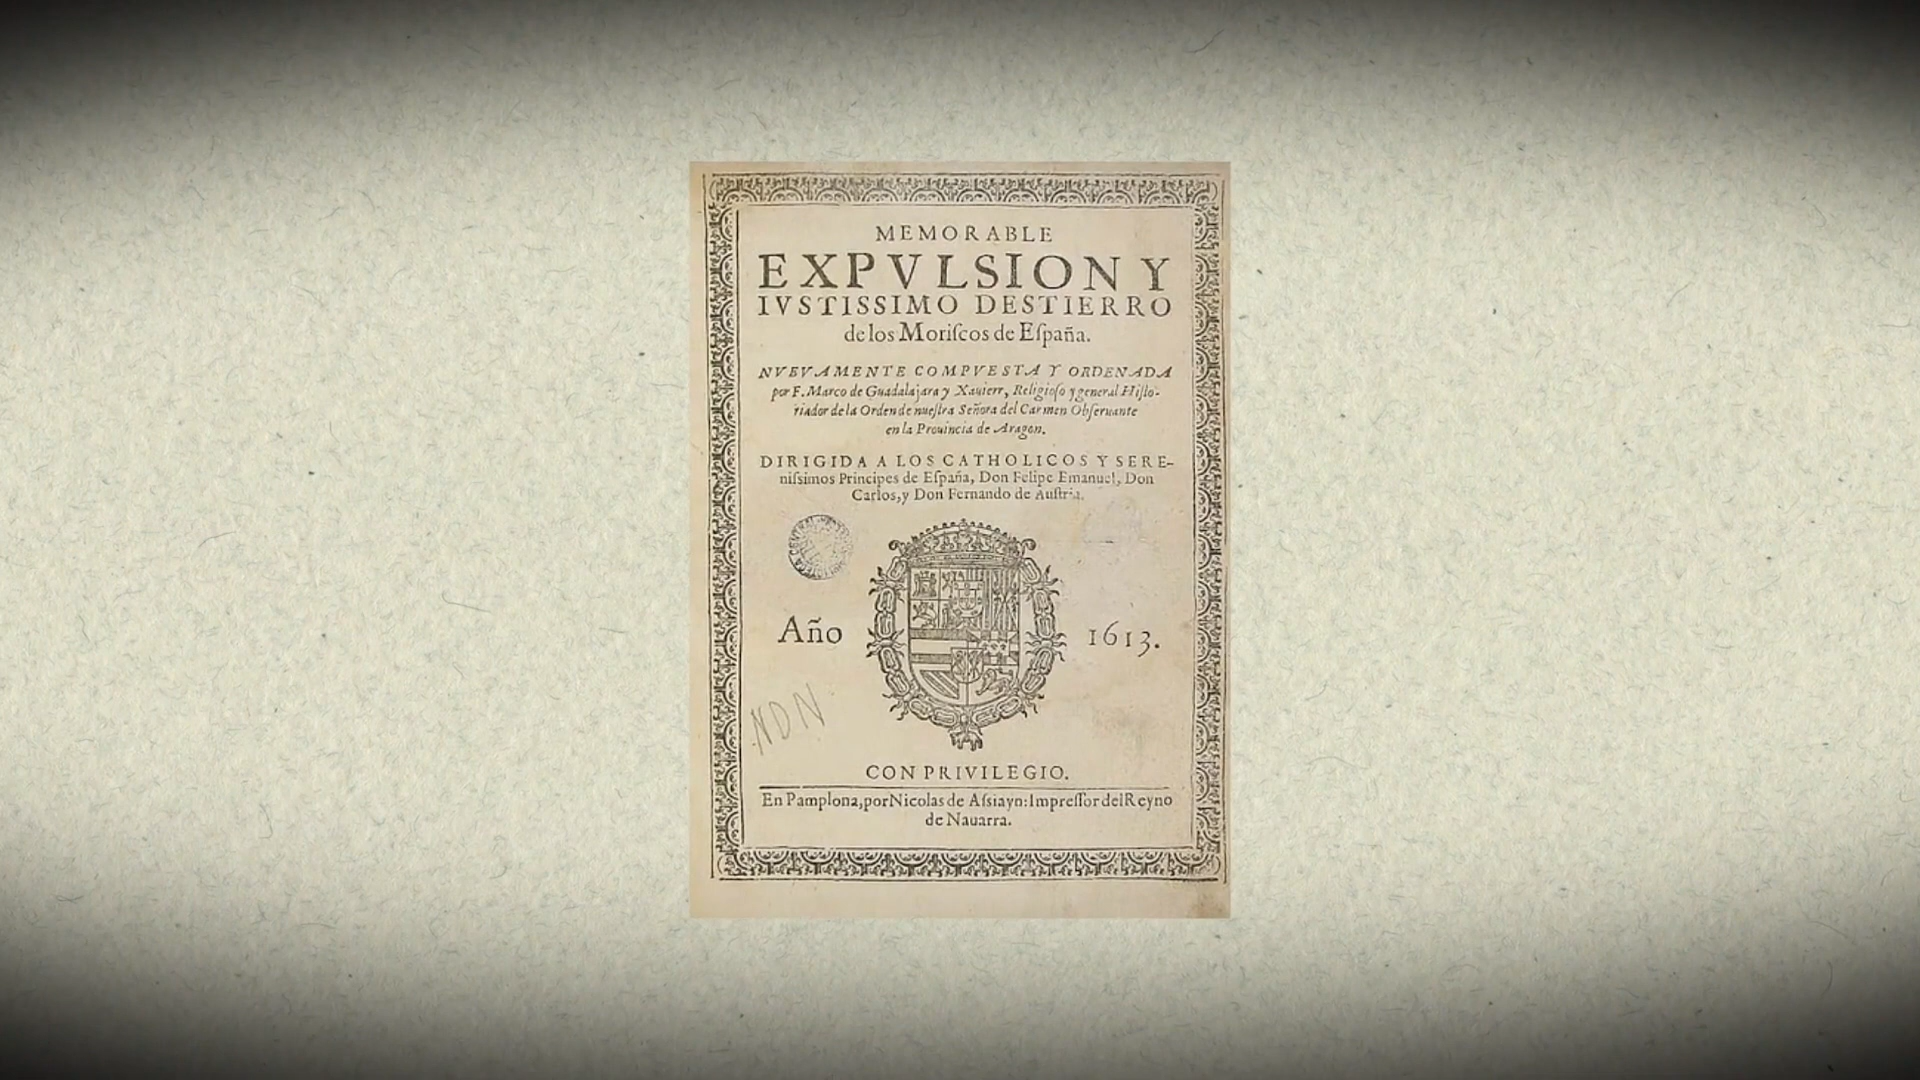 MEMORABLE
EXPVLSION Y
IVSTISSIMO DESTIERRO
de los Moriſcos de Eſpaña.
NVEVAMENTE COMPVESTA Y ORDENADA
por F. Marco de Guadalajara y Xauierr, Religioſo y general Hiſto-
riador de la Orden de nueſtra Señora del Carmen Obſeruante
en la Prouincia de Aragon.
DIRIGIDA A LOS CATHOLICOS Y SERE-
niſsimos Principes de Eſpaña, Don Felipe Emanuel, Don
Carlos, y Don Fernando de Auſtria.
Año 1613.
NDN
CON PRIVILEGIO.
En Pamplona, por Nicolas de Aſsiayn: Impreſſor del Reyno
de Nauarra.